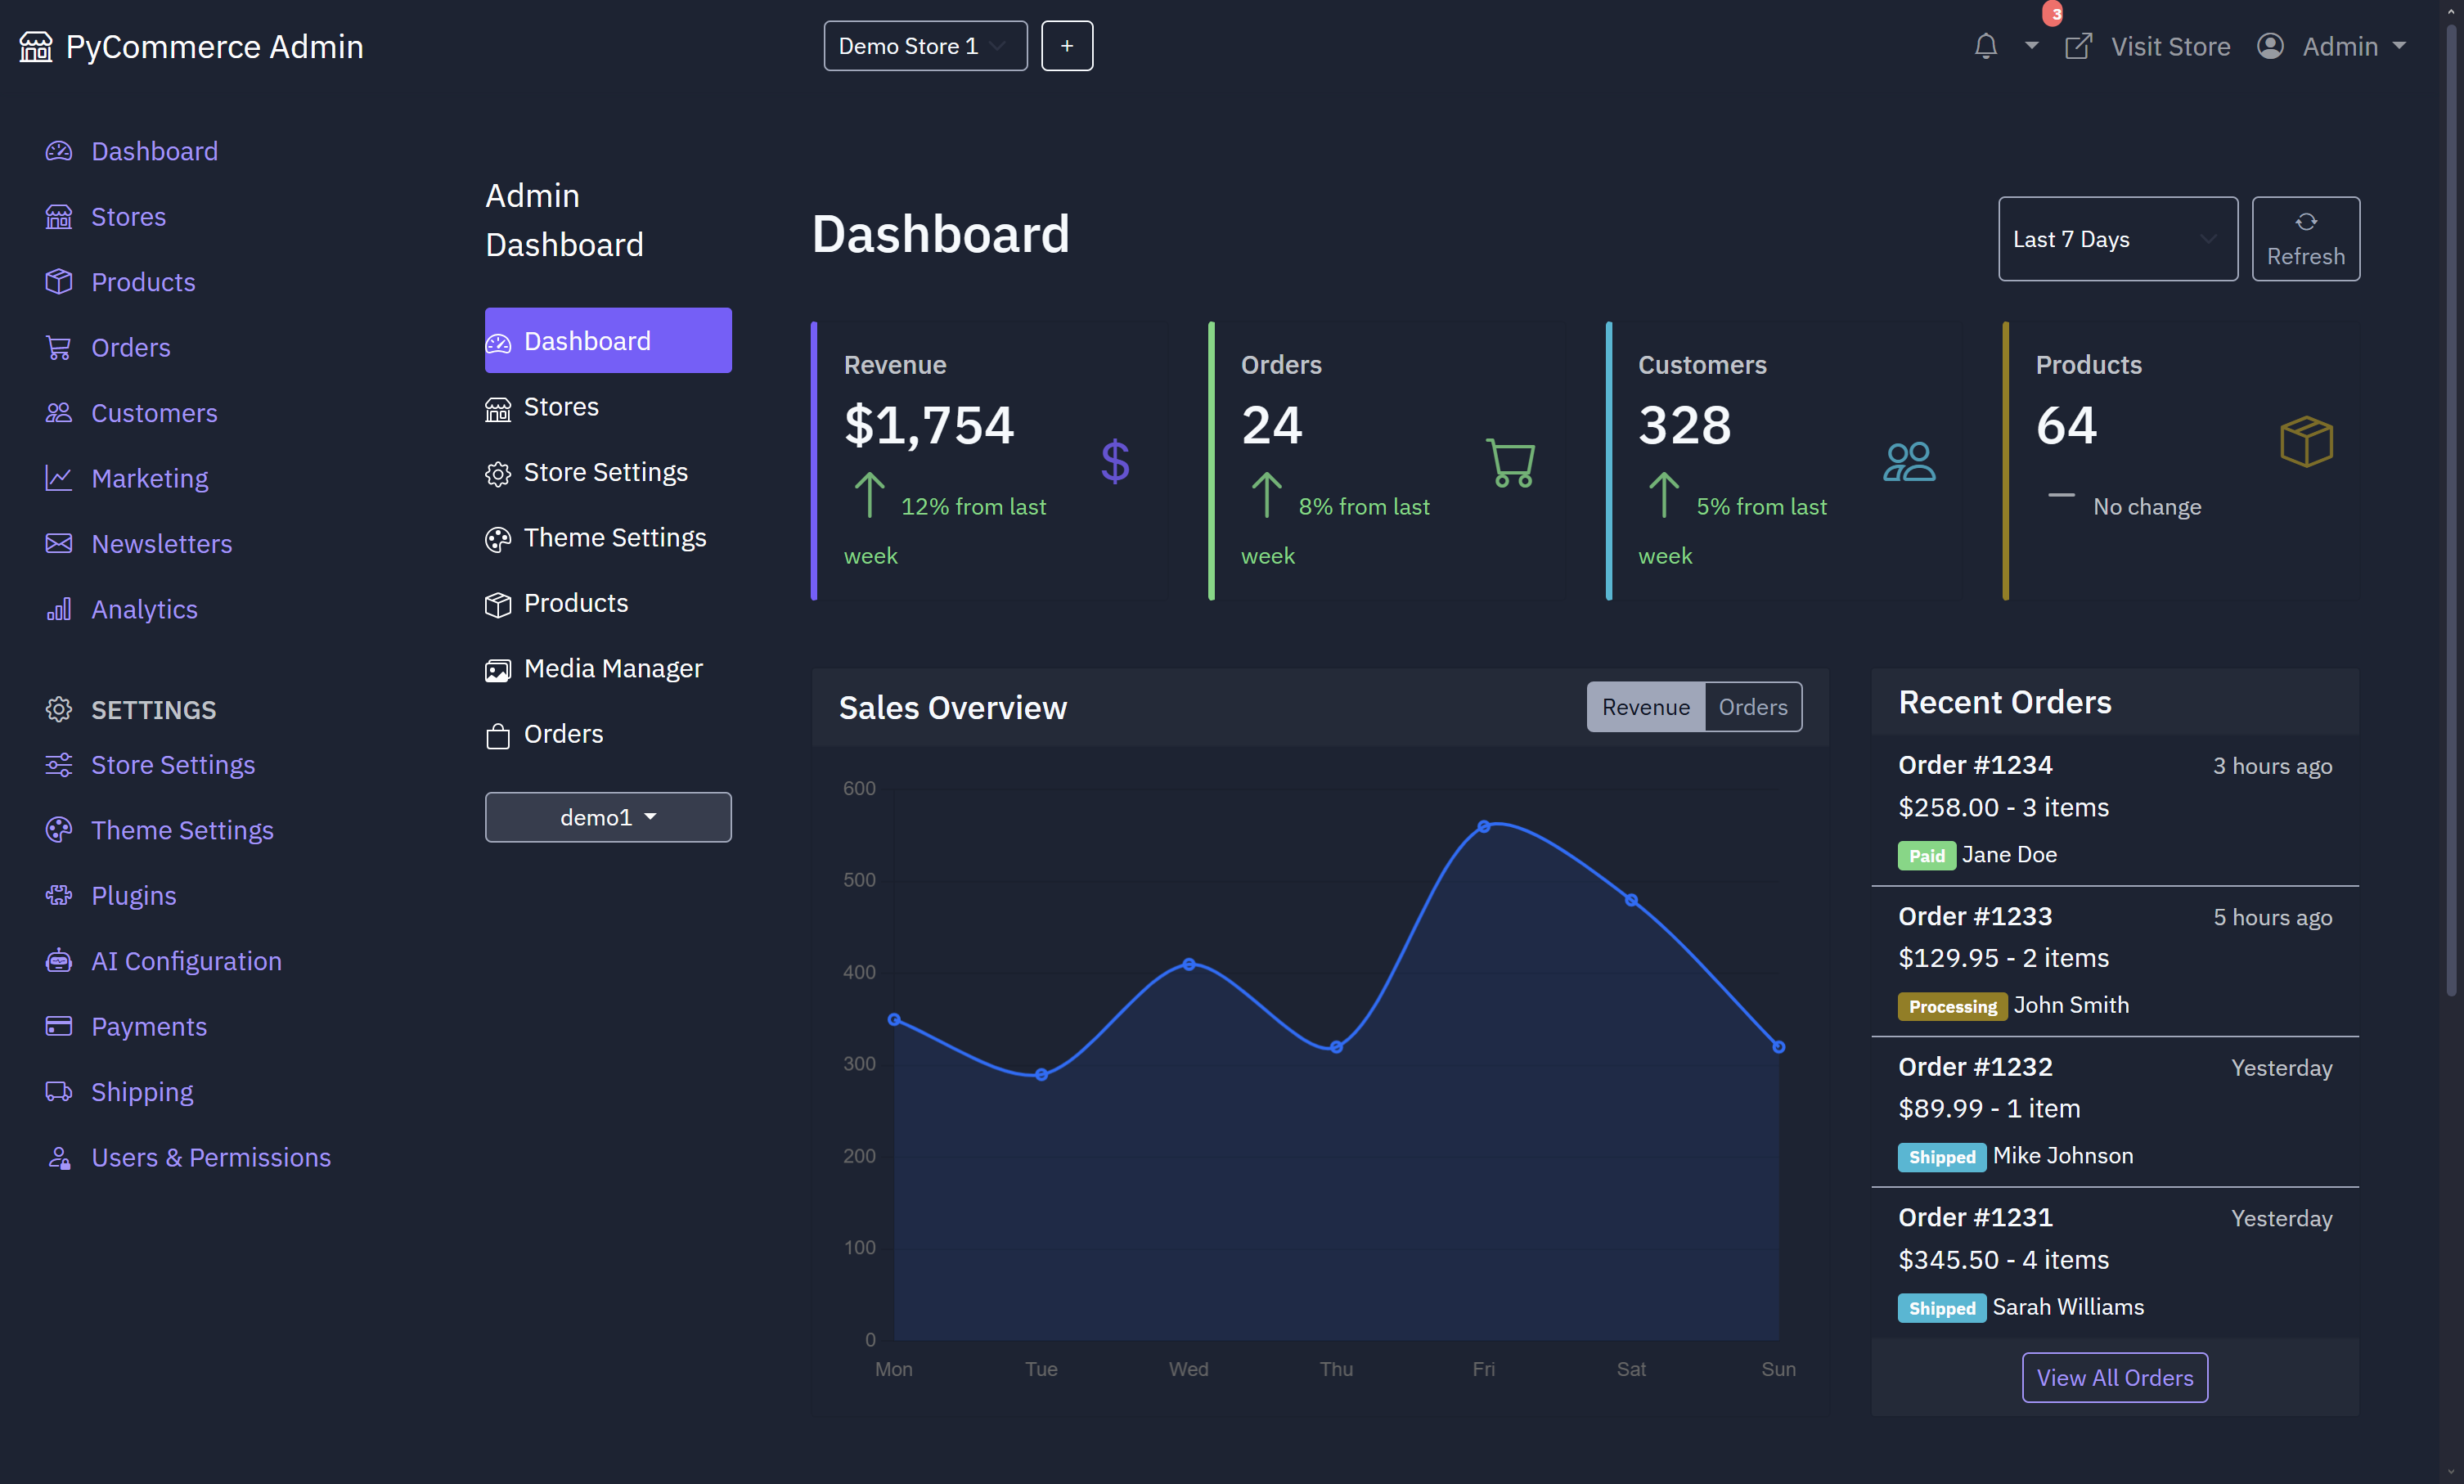 PyCommerce Admin
Demo Store 1
+
3
Visit Store
Admin
Dashboard
Stores
Products
Orders
Customers
Marketing
Newsletters
Analytics
SETTINGS
Store Settings
Theme Settings
Plugins
AI Configuration
Payments
Shipping
Users & Permissions
Admin
Dashboard
Dashboard
Stores
Store Settings
Theme Settings
Products
Media Manager
Orders
demo1
Dashboard
Last 7 Days
Refresh
Revenue
$1,754
12% from last
week
Orders
24
8% from last
week
Customers
328
5% from last
week
Products
64
No change
Sales Overview
Revenue
Orders
600
500
400
300
200
100
0
Mon Tue Wed Thu Fri Sat Sun
Recent Orders
Order #1234
3 hours ago
$258.00 - 3 items
Paid Jane Doe
Order #1233
5 hours ago
$129.95 - 2 items
Processing John Smith
Order #1232
Yesterday
$89.99 - 1 item
Shipped Mike Johnson
Order #1231
Yesterday
$345.50 - 4 items
Shipped Sarah Williams
View All Orders